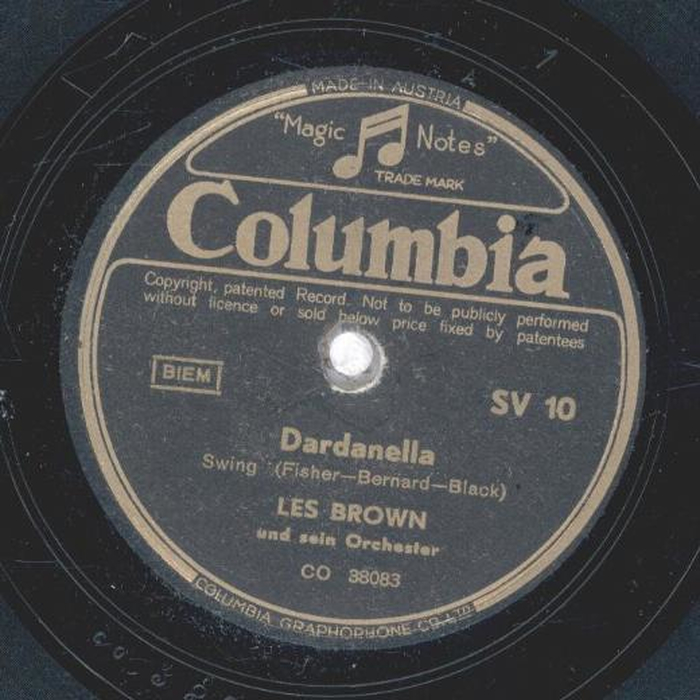 MADE IN AUSTRIA
"Magic Notes"
TRADE MARK
Columbia
Copyright, patented Record. Not to be publicly performed
without licence or sold below price fixed by patentees
BIEM
SV 10
Dardanella
Swing (Fisher—Bernard—Black)
LES BROWN
und sein Orchester
CO 38083
COLUMBIA GRAPHOPHONE CO. LTD.